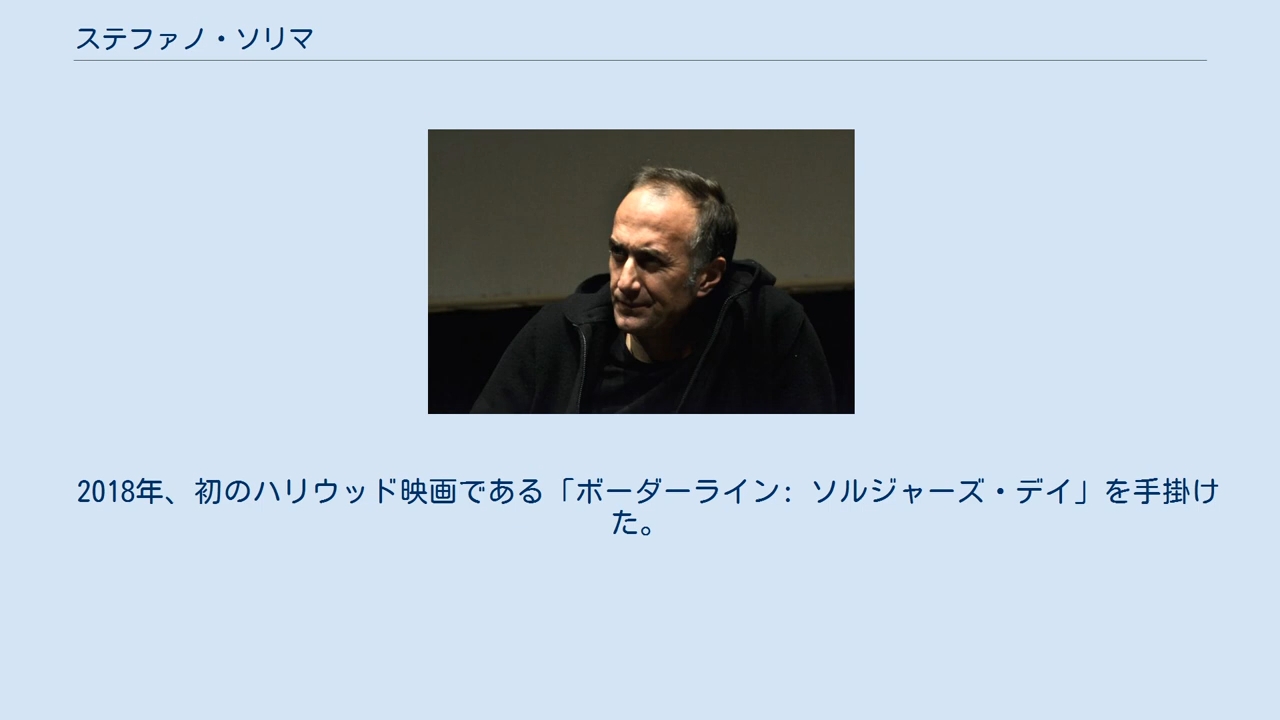 ステファノ・ソリマ
2018年、初のハリウッド映画である「ボーダーライン: ソルジャーズ・デイ」を手掛け
た。